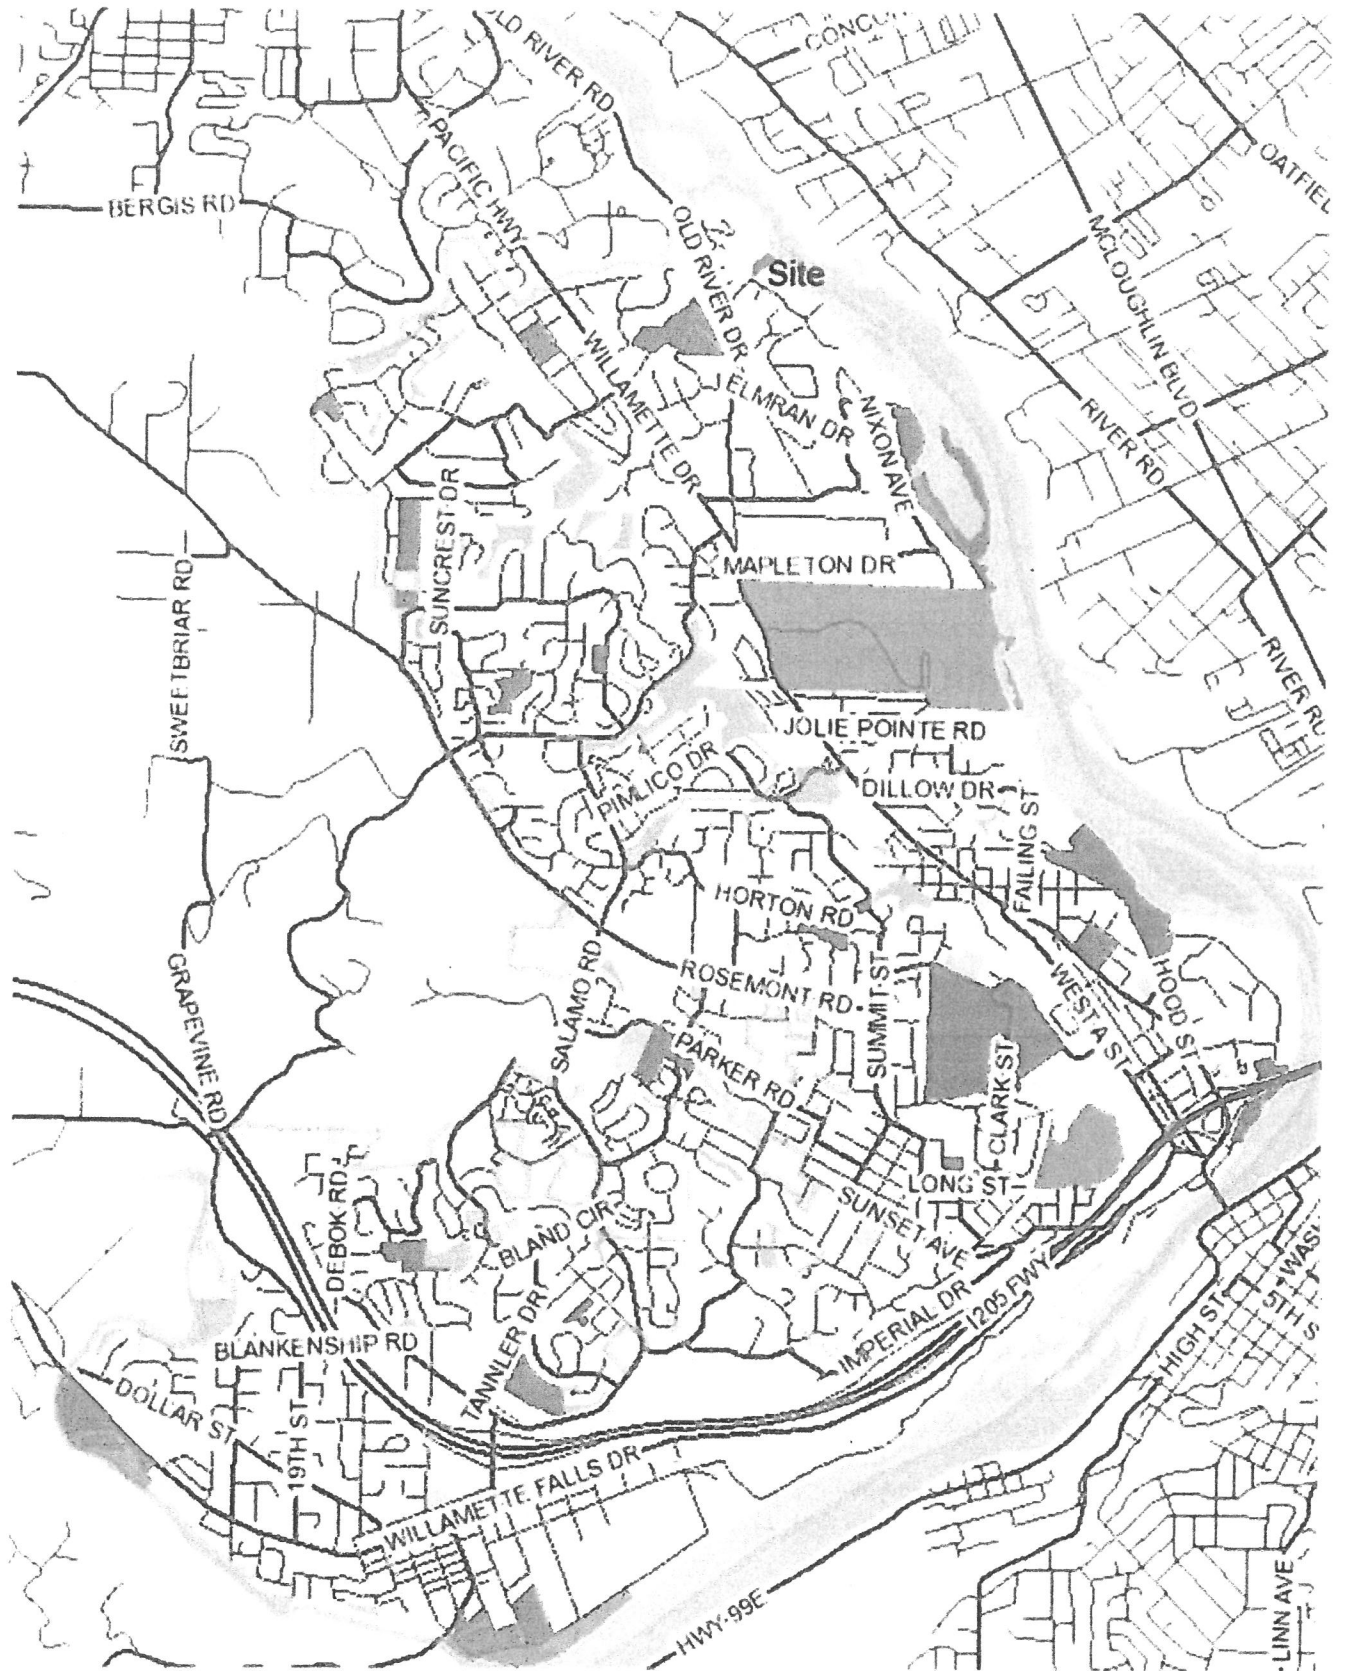 OLD RIVER RD
OATFIEL
PACIFIC HWY
BERGIS RD
OLD RIVER DR
Site
MCLOUGHLIN BLVD
WILLAMETTE DR
ELMRAN DR
NIXON AVE
RIVER RD
SUNCREST DR
MAPLETON DR
SWEETBRIAR RD
RIVER RD
JOLIE POINTE RD
PIMLICO DR
DILLOW DR
FAILING ST
HORTON RD
GRAPEVINE RD
SALAMO RD
ROSEMONT RD
SUMMIT ST
WEST A ST
HOOD ST
PARKER RD
CLARK ST
LONG ST
DEBOK RD
BLAND CIR
SUNSET AVE
WASH
5TH S
I205 FWY
IMPERIAL DR
HIGH ST
BLANKENSHIP RD
TANNLER DR
DOLLAR ST
19TH ST
WILLAMETTE FALLS DR
HWY 99E
LINN AVE